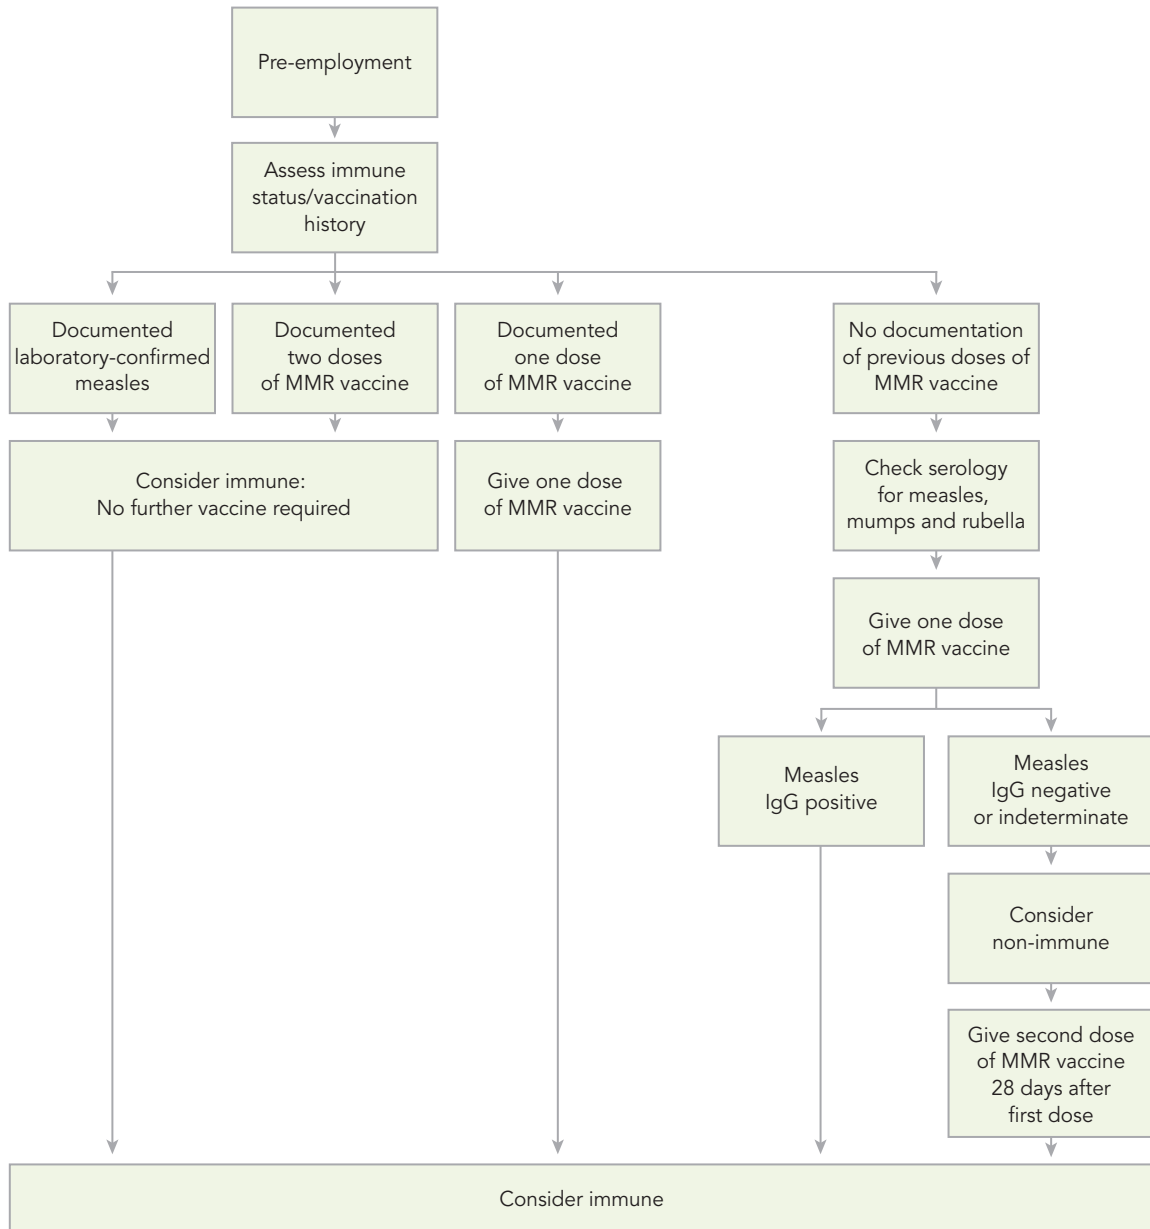 Pre-employment
Assess immune
status/vaccination
history
Documented
laboratory-confirmed
measles
Documented
two doses
of MMR vaccine
Documented
one dose
of MMR vaccine
No documentation
of previous doses of
MMR vaccine
Consider immune:
No further vaccine required
Give one dose
of MMR vaccine
Check serology
for measles,
mumps and rubella
Give one dose
of MMR vaccine
Measles
IgG positive
Measles
IgG negative
or indeterminate
Consider
non-immune
Give second dose
of MMR vaccine
28 days after
first dose
Consider immune